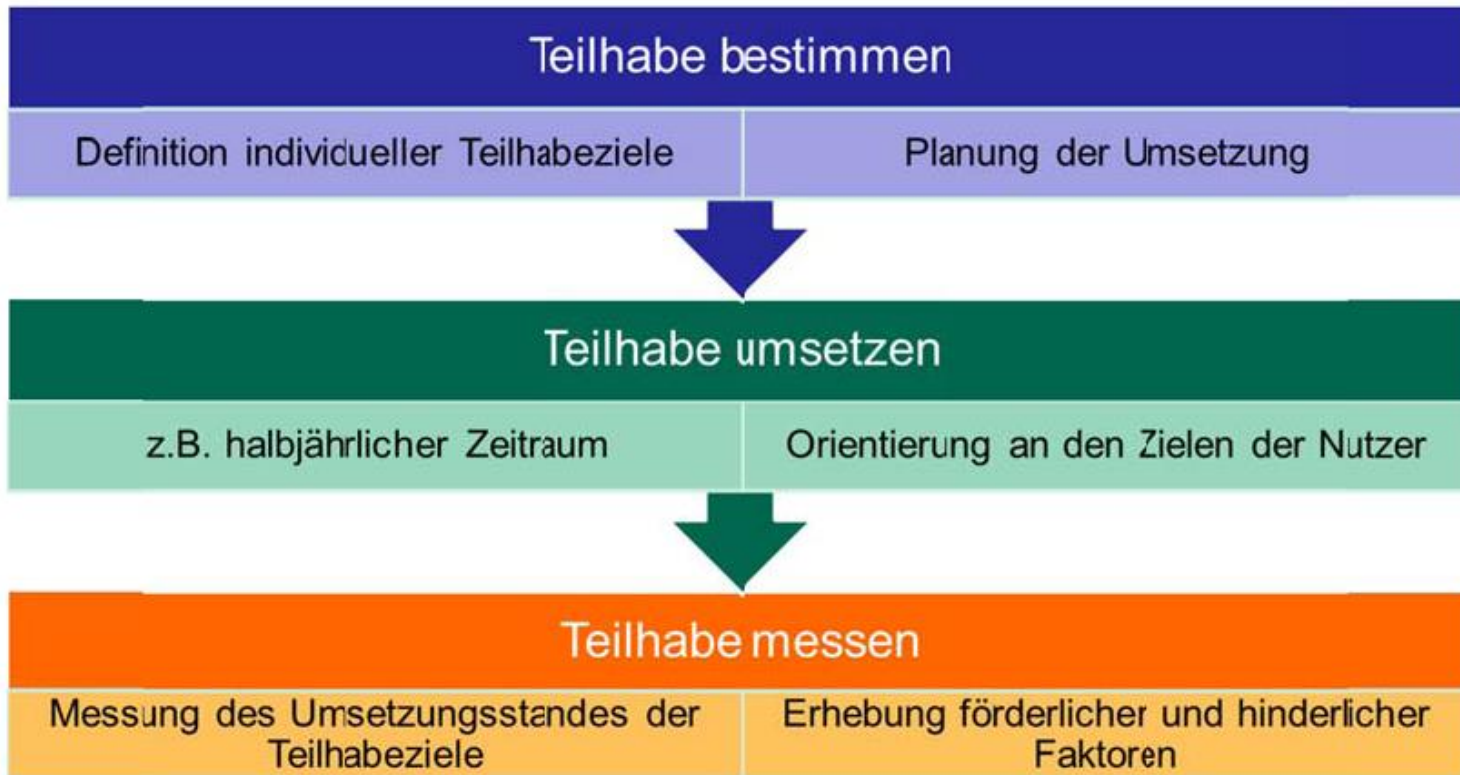 Teilhabe bestimmen
Definition individueller Teilhabeziele
Planung der Umsetzung
Teilhabe umsetzen
z.B. halbjährlicher Zeitraum
Orientierung an den Zielen der Nutzer
Teilhabe messen
Messung des Umsetzungsstandes der
Teilhabeziele
Erhebung förderlicher und hinderlicher
Faktoren